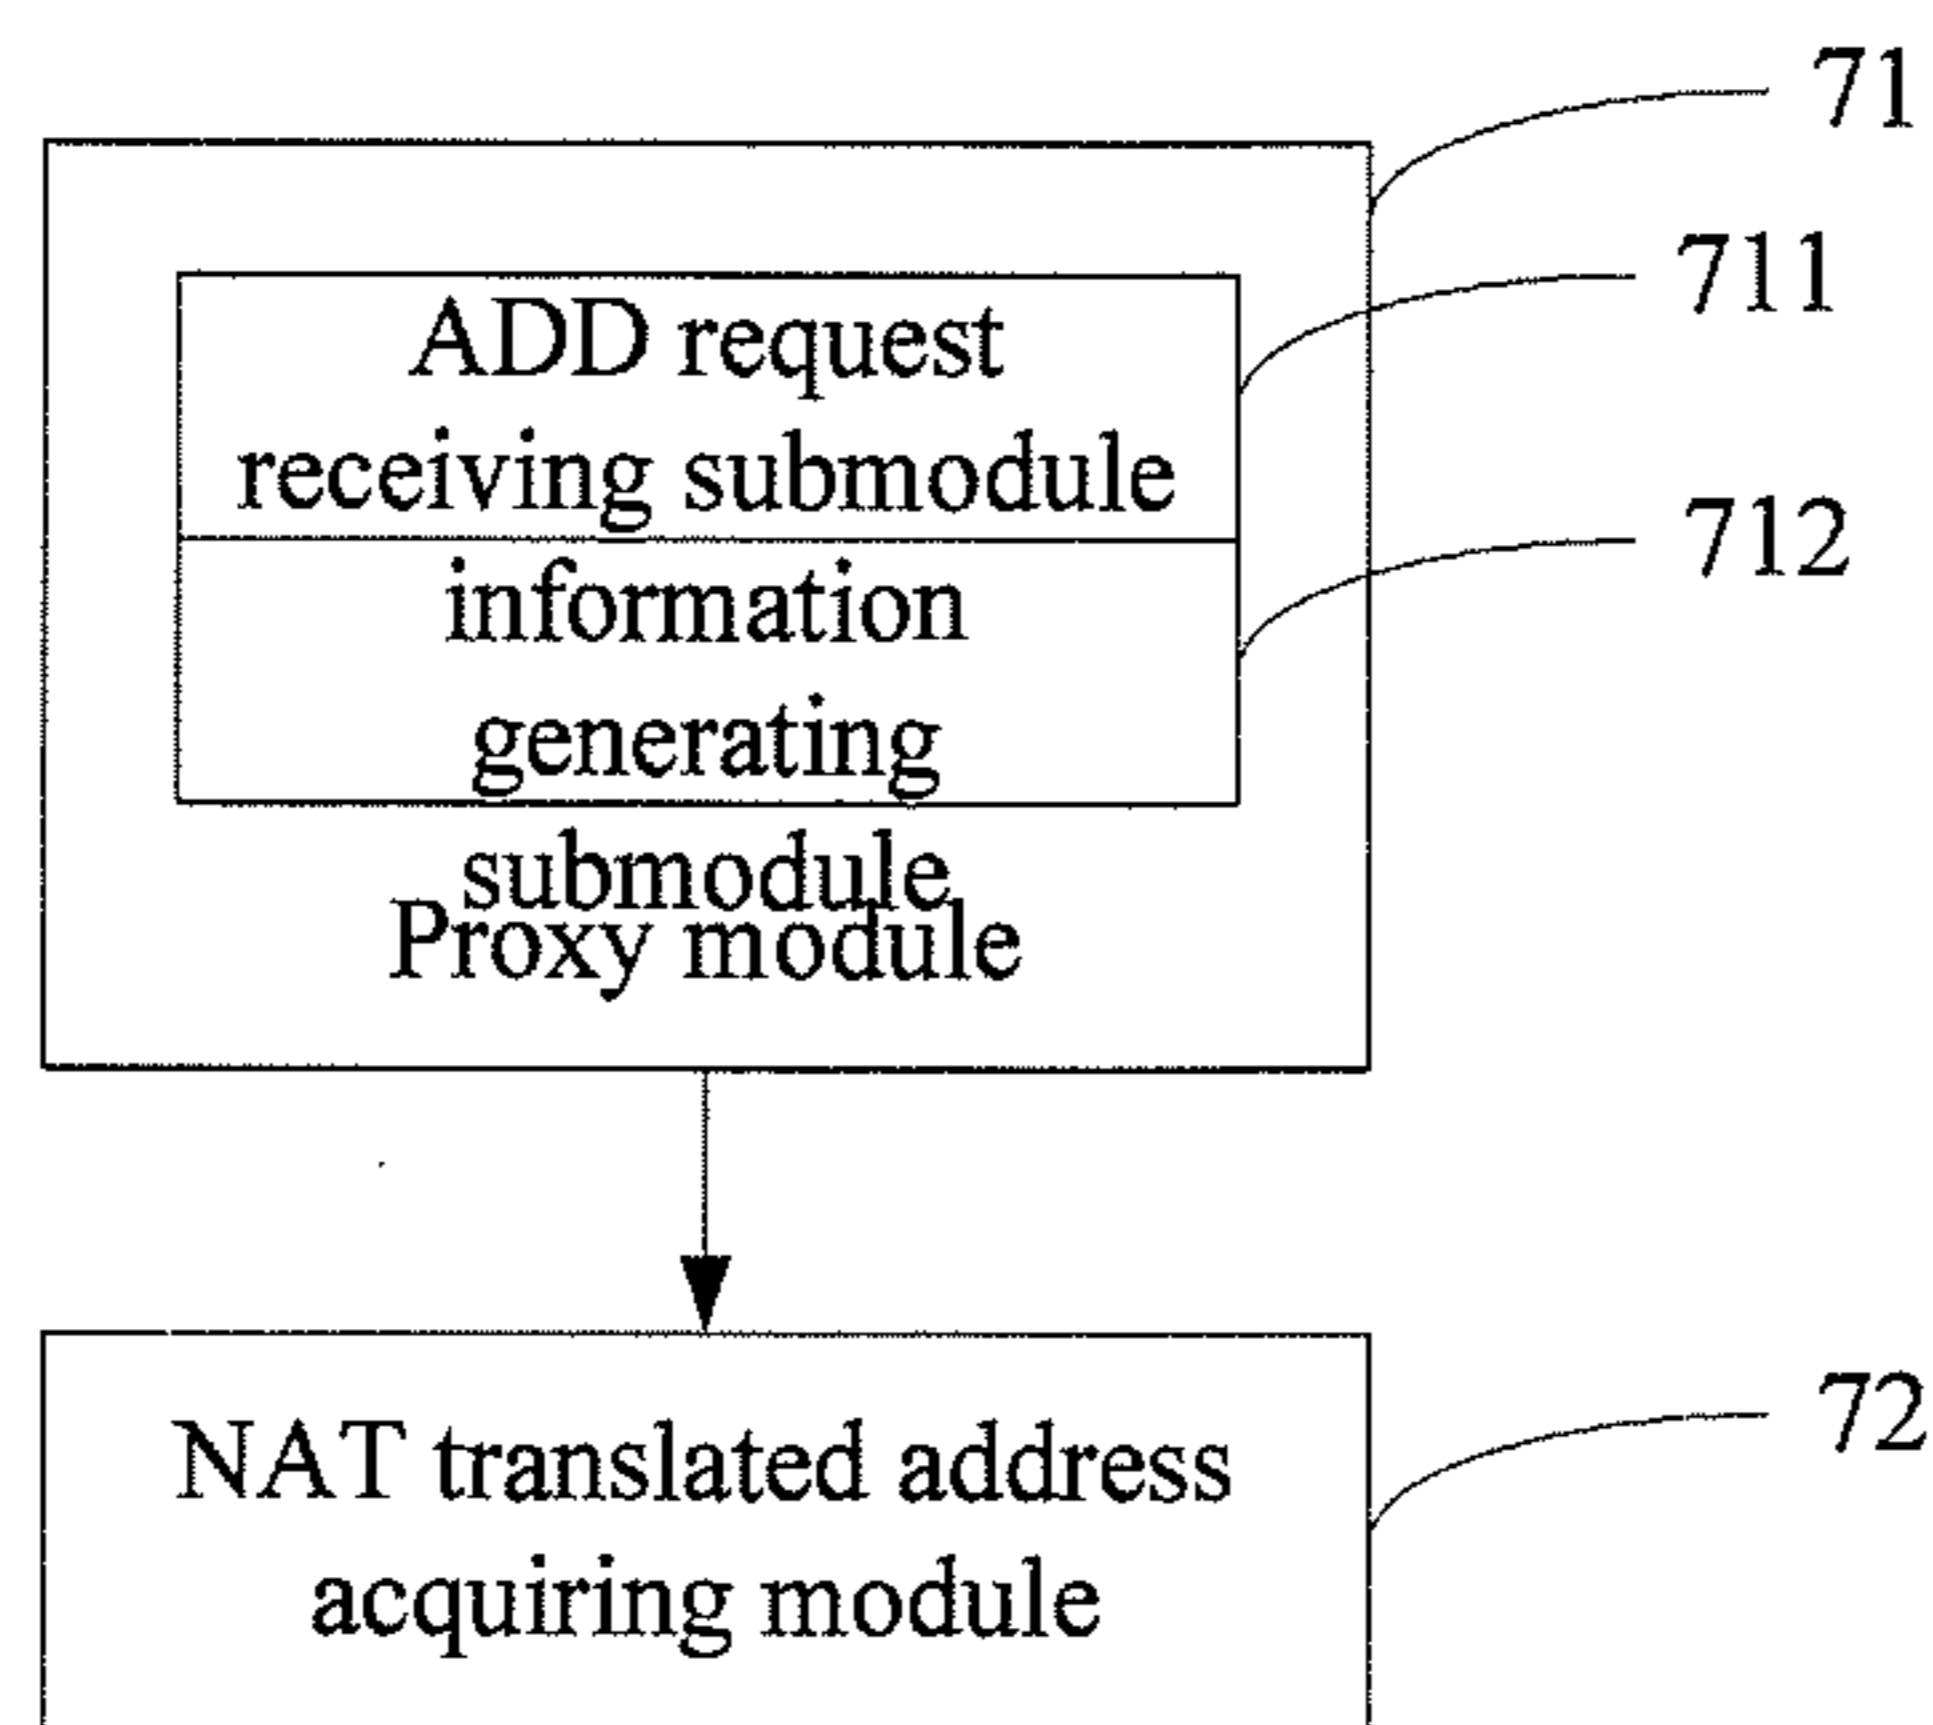 71
711
ADD request
receiving submodule
712
information
generating
submodule
Proxy module
72
NAT translated address
acquiring module